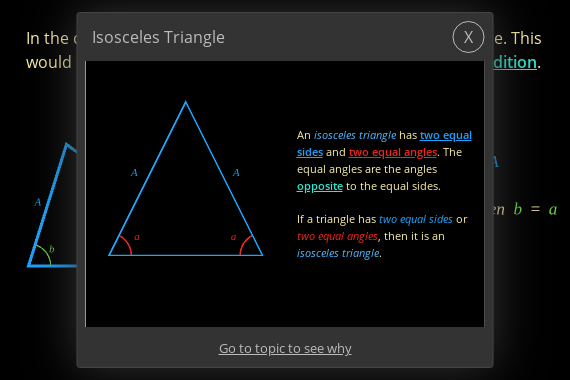 In the e. This
would dition.
Isosceles Triangle X
A A
An isosceles triangle has two equal
sides and two equal angles. The
equal angles are the angles
opposite to the equal sides.
If a triangle has two equal sides or
two equal angles, then it is an
isosceles triangle.
a a
A
b
A
en b = a
Go to topic to see why